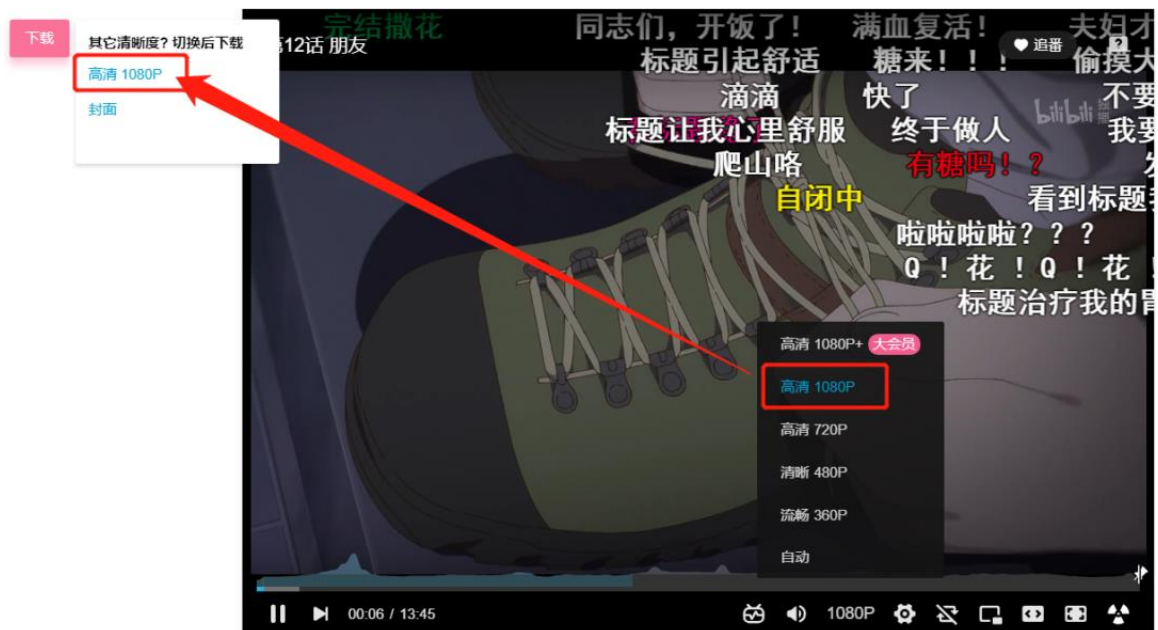 下载
其它清晰度? 切换后下载
高清 1080P
封面
12话 朋友
完结撒花
同志们，开饭了！
满血复活！
夫妇才
追番
标题引起舒适
糖来！！！
偷摸大
滴滴
快了
不要
bilibili
标题让我心里舒服
终于做人
我要
爬山咯
有糖吗！？
自闭中
看到标题
啦啦啦啦？？？
Q！花！Q！花！
标题治疗我的胃
高清 1080P+ 大会员
高清 1080P
高清 720P
清晰 480P
流畅 360P
自动
00:06 / 13:45
1080P